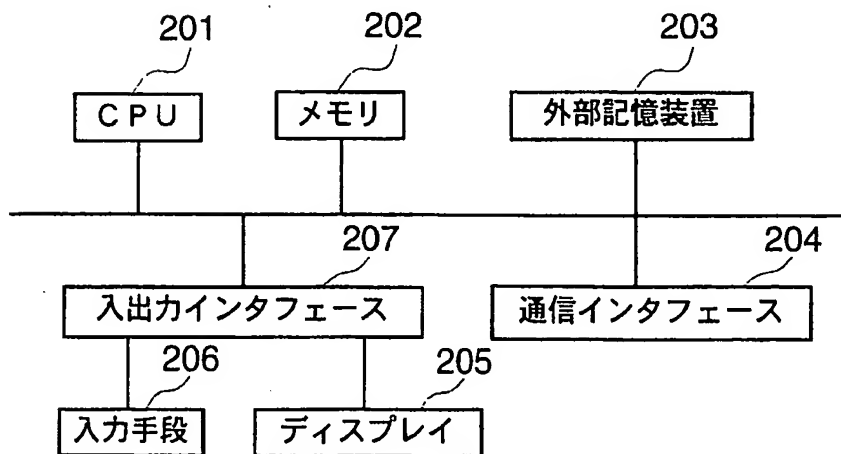 201
202
203
CPU
メモリ
外部記憶装置
207
204
入出力インタフェース
通信インタフェース
206
205
入力手段
ディスプレイ